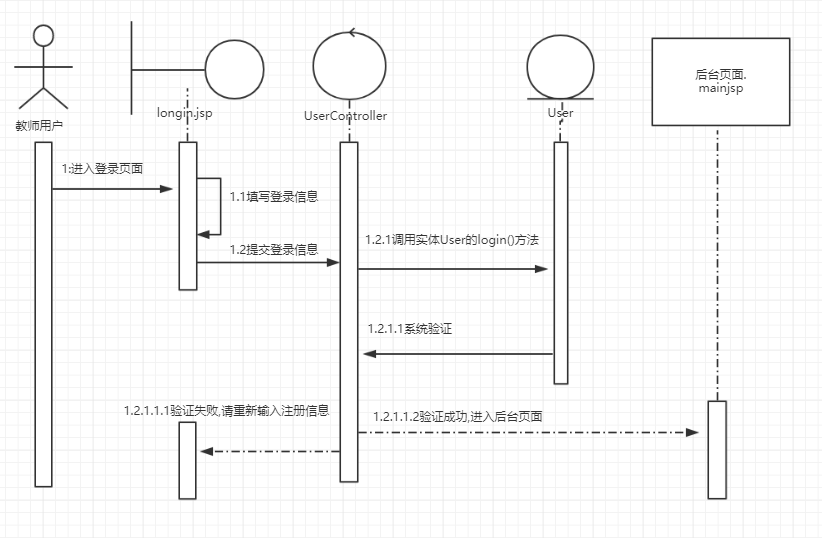 教师用户
longin.jsp
UserController
User
后台页面.
mainjsp
1:进入登录页面
1.1填写登录信息
1.2提交登录信息
1.2.1调用实体User的login()方法
1.2.1.1系统验证
1.2.1.1.1验证失败,请重新输入注册信息
1.2.1.1.2验证成功,进入后台页面